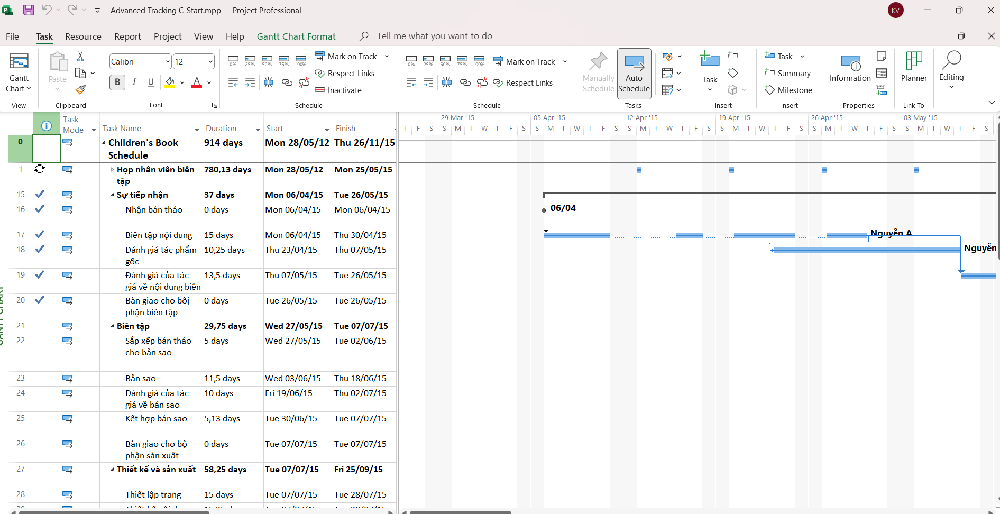 Advanced Tracking C_Start.mpp - Project Professional
KV
File Task Resource Report Project View Help Gantt Chart Format Tell me what you want to do
Gantt Chart
Paste
Calibri 12
B I U A
0% 25% 50% 75% 100%
Mark on Track
Respect Links
Inactivate
0% 25% 50% 75% 100%
Mark on Track
Respect Links
Manually Schedule
Auto Schedule
Task
Task
Summary
Milestone
Information
Planner
Editing
View Clipboard Font Schedule Schedule Tasks Insert Insert Properties Link To
Task Mode Task Name Duration Start Finish
29 Mar '15 05 Apr '15 12 Apr '15 19 Apr '15 26 Apr '15 03 May '15
T F S S M T W T F S S M T W T F S S M T W T F S S M T W T F S S M T W T F S S M T W T F S
0 Children's Book Schedule 914 days Mon 28/05/12 Thu 26/11/15
1 Họp nhân viên biên tập 780,13 days Mon 28/05/12 Mon 25/05/15
15 Sự tiếp nhận 37 days Mon 06/04/15 Tue 26/05/15
16 Nhận bản thảo 0 days Mon 06/04/15 Mon 06/04/15
06/04
17 Biên tập nội dung 15 days Mon 06/04/15 Thu 30/04/15
Nguyễn A
18 Đánh giá tác phẩm gốc 10,25 days Thu 23/04/15 Thu 07/05/15
Nguyễn
19 Đánh giá của tác giả về nội dung biên 13,5 days Thu 07/05/15 Tue 26/05/15
20 Bàn giao cho bôj phận biên tập 0 days Tue 26/05/15 Tue 26/05/15
21 Biên tập 29,75 days Wed 27/05/15 Tue 07/07/15
22 Sắp xếp bản thảo cho bản sao 5 days Wed 27/05/15 Tue 02/06/15
23 Bản sao 11,5 days Wed 03/06/15 Thu 18/06/15
24 Đánh giá của tác giả về bản sao 10 days Fri 19/06/15 Thu 02/07/15
25 Kết hợp bản sao 5,13 days Tue 30/06/15 Tue 07/07/15
26 Bàn giao cho bộ phận sản xuất 0 days Tue 07/07/15 Tue 07/07/15
27 Thiết kế và sản xuất 58,25 days Tue 07/07/15 Fri 25/09/15
28 Thiết lập trang 15 days Tue 07/07/15 Tue 28/07/15